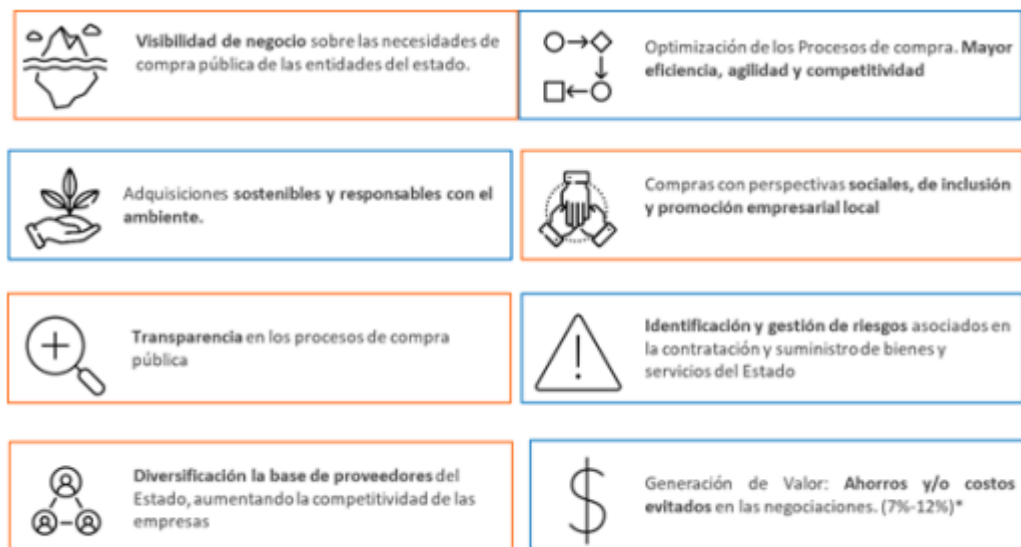 Visibilidad de negocio sobre las necesidades de
compra pública de las entidades del estado.
Optimización de los Procesos de compra. Mayor
eficiencia, agilidad y competitividad
Adquisiciones sostenibles y responsables con el
ambiente.
Compras con perspectivas sociales, de inclusión
y promoción empresarial local
Transparencia en los procesos de compra
pública
Identificación y gestión de riesgos asociados en
la contratación y suministro de bienes y
servicios del Estado
Diversificación la base de proveedores del
Estado, aumentando la competitividad de las
empresas
Generación de Valor: Ahorros y/o costos
evitados en las negociaciones. (7%-12%)*